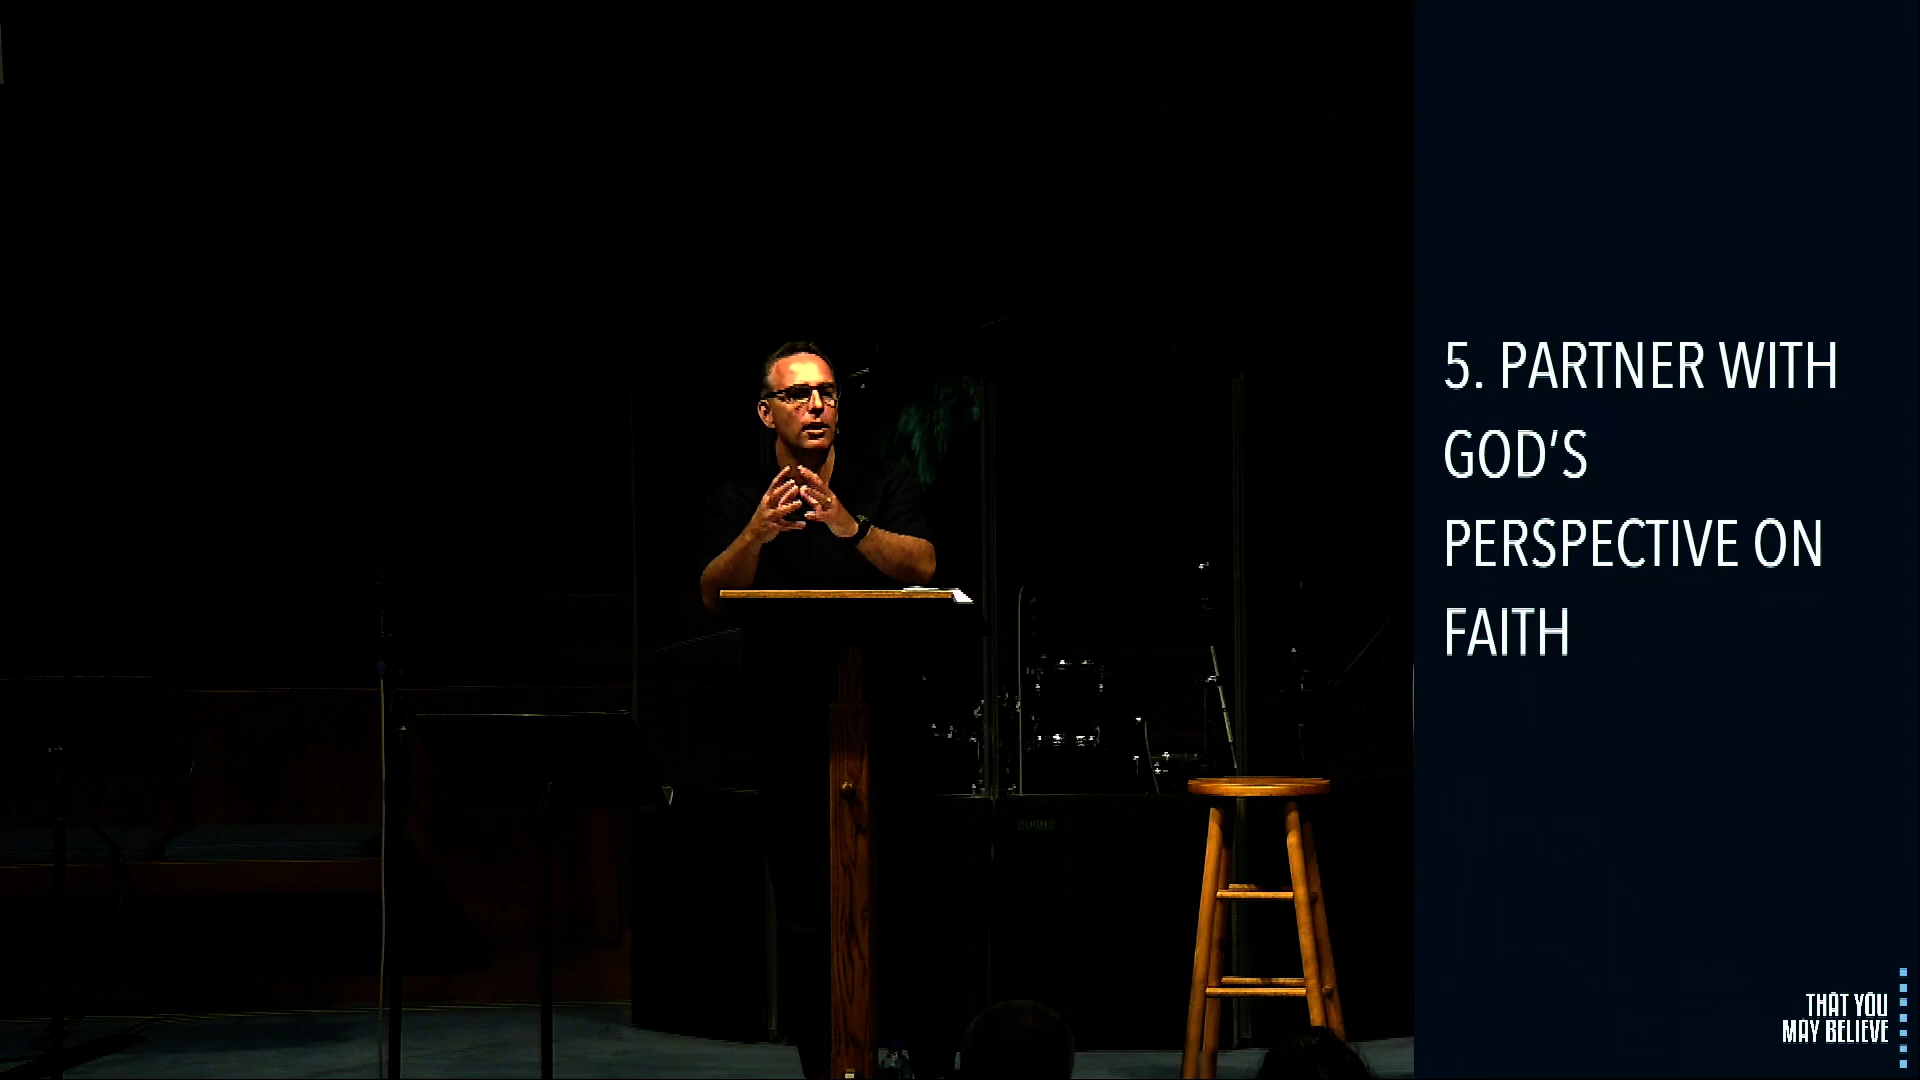 5. PARTNER WITH
GOD'S
PERSPECTIVE ON
FAITH
THAT YOU
MAY BELIEVE